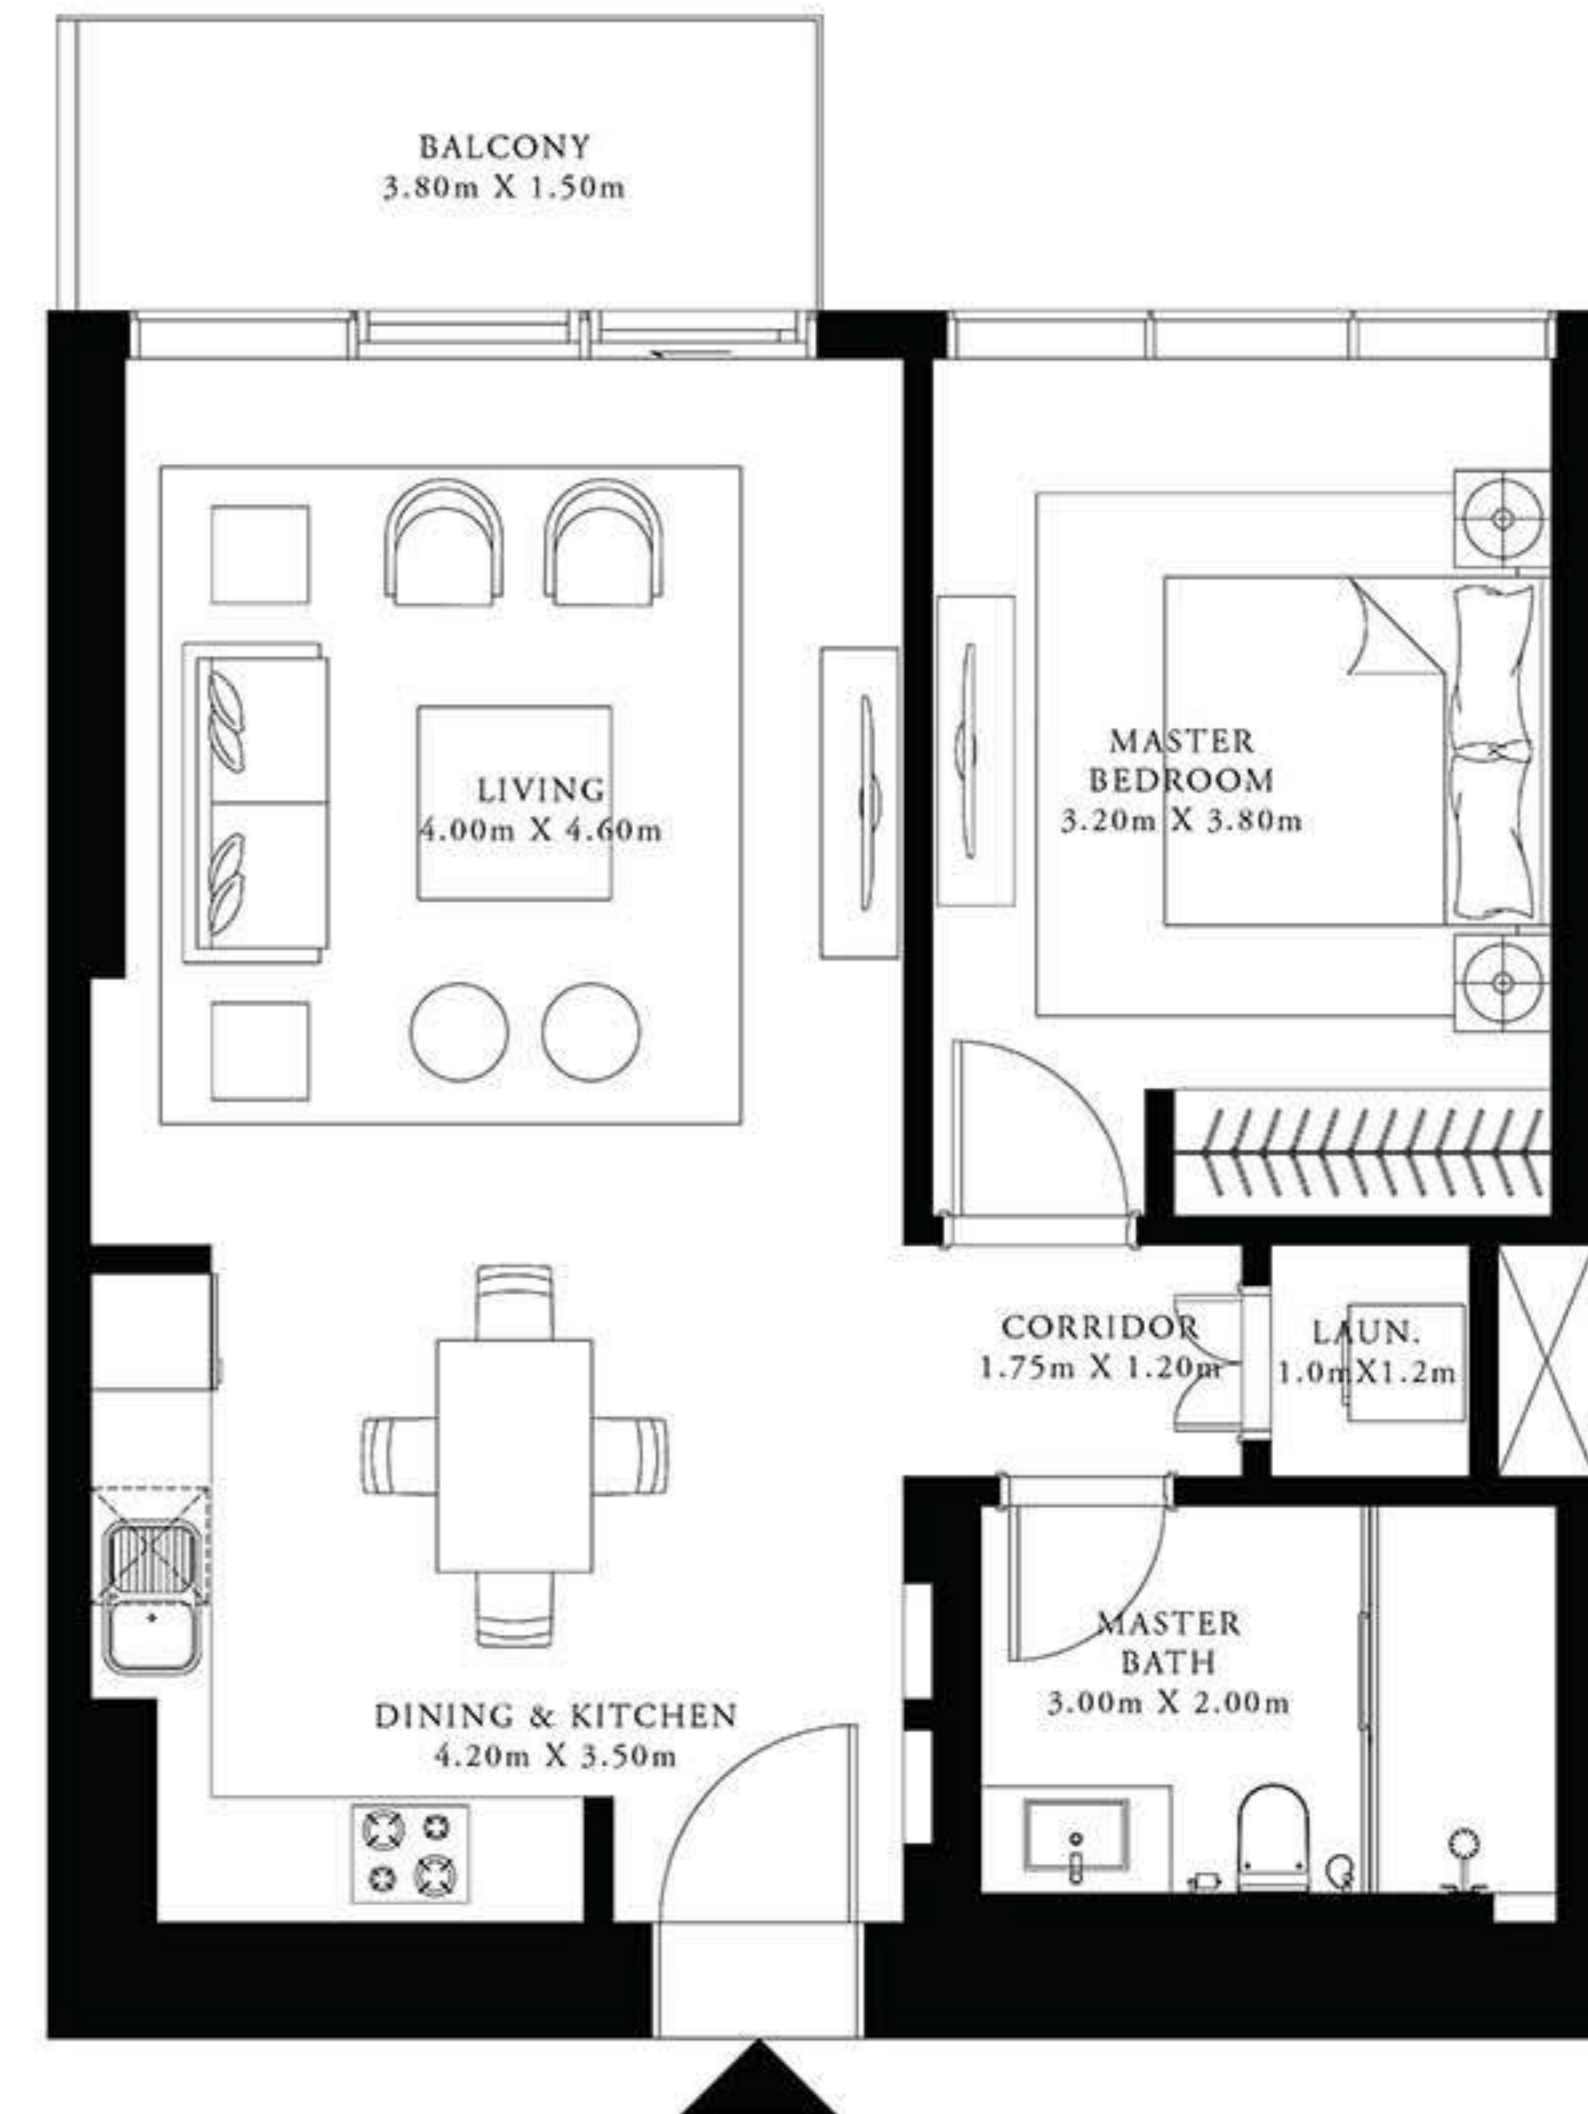 BALCONY
3.80m X 1.50m
LIVING
4.00m X 4.60m
MASTER
BEDROOM
3.20m X 3.80m
CORRIDOR
1.75m X 1.20m
LAUN.
1.0mX1.2m
MASTER
BATH
3.00m X 2.00m
DINING & KITCHEN
4.20m X 3.50m